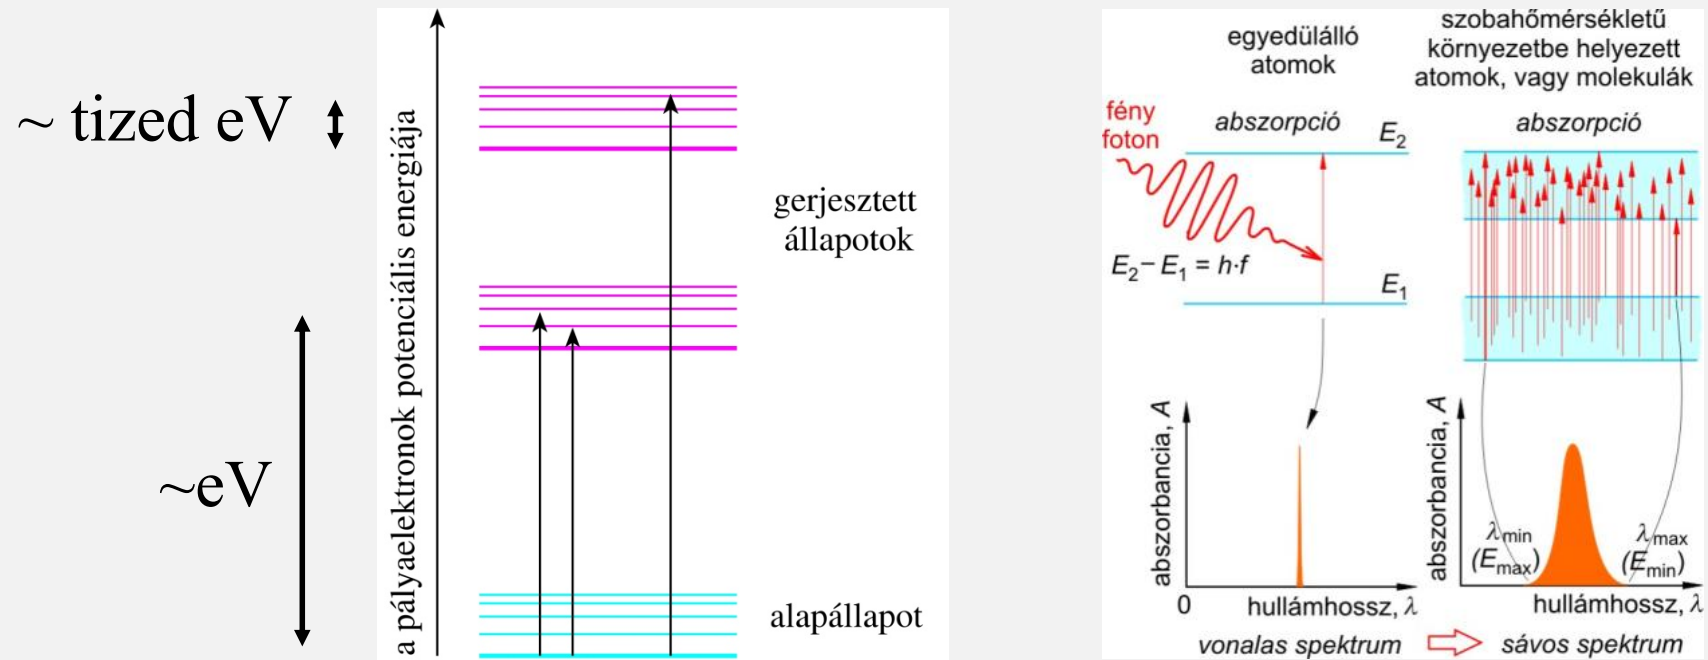 ~ tized eV
~eV
a pályaelektronok potenciális energiája
gerjesztett
állapotok
alapállapot
egyedülálló
atomok
szobahőmérsékletű
környezetbe helyezett
atomok, vagy molekulák
fény
foton
abszorpció
E2
E2 – E1 = h·f
E1
abszorpció
abszorbancia, A
0
hullámhossz, λ
vonalas spektrum
abszorbancia, A
λmin
(Emax)
λmax
(Emin)
hullámhossz, λ
sávos spektrum